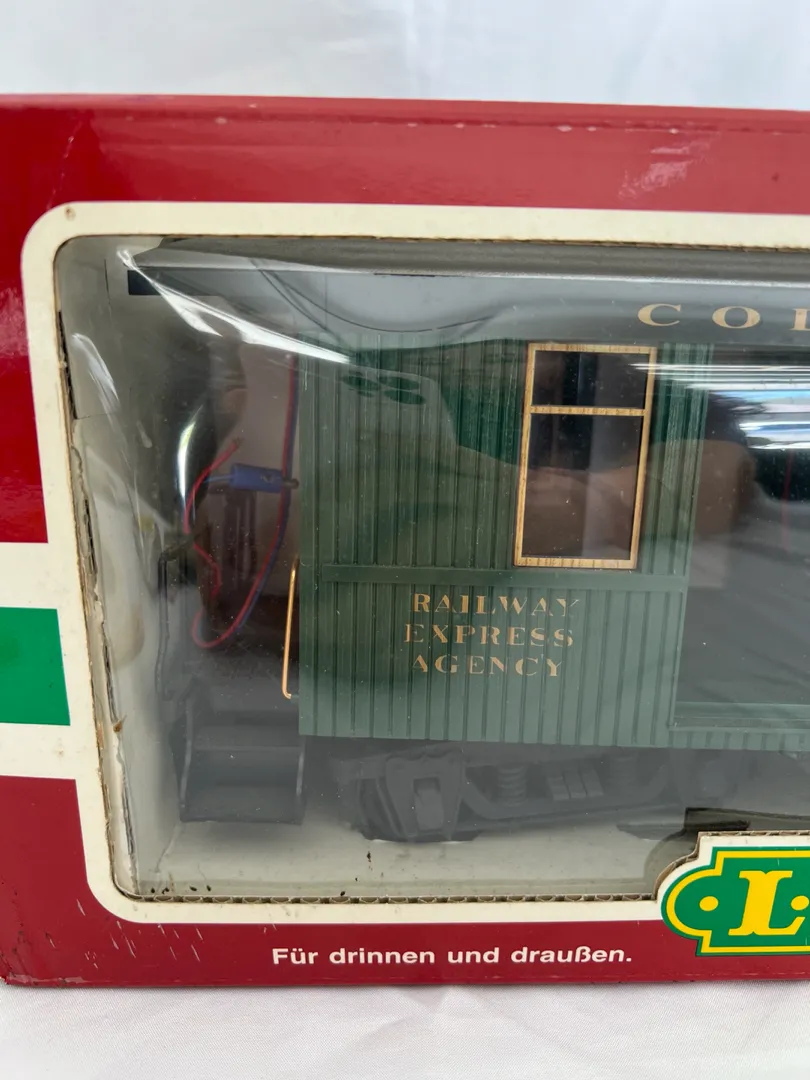 COL
RAILWAY
EXPRESS
AGENCY
L
Für drinnen und draußen.